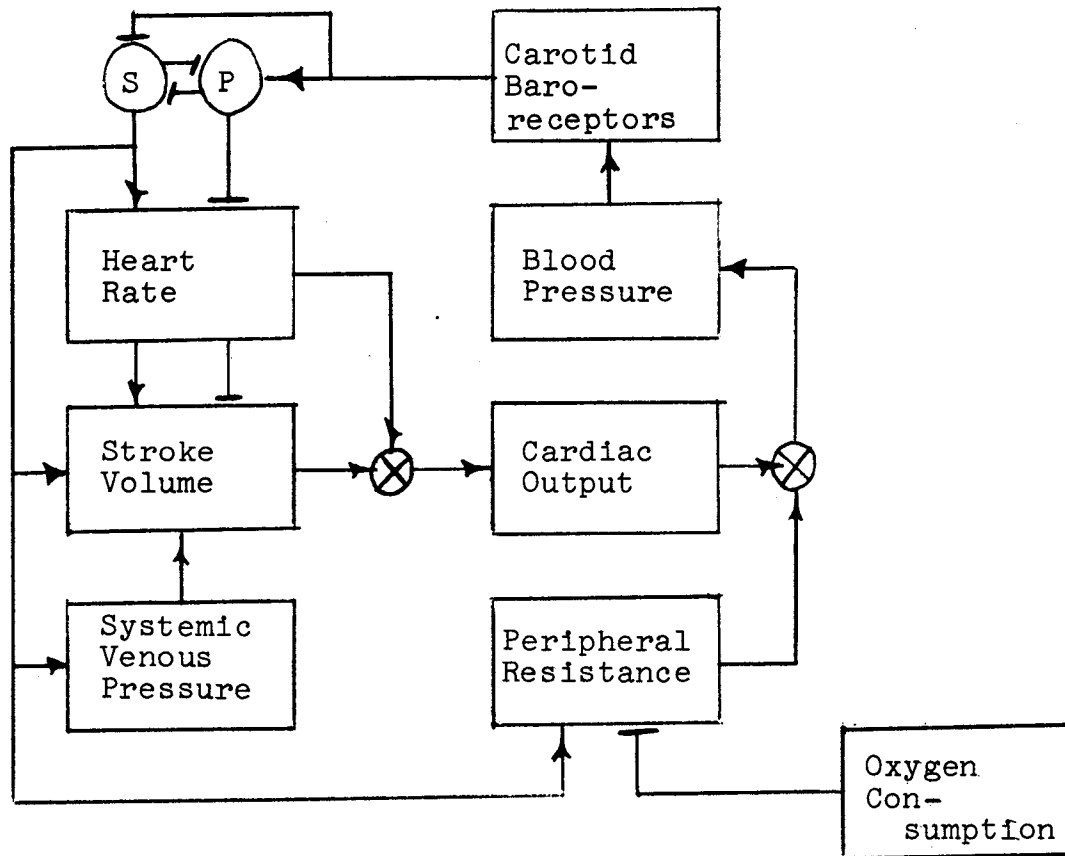 S
P
Carotid
Baro-
receptors
Heart
Rate
Blood
Pressure
Stroke
Volume
Cardiac
Output
Systemic
Venous
Pressure
Peripheral
Resistance
Oxygen
Con-
sumption